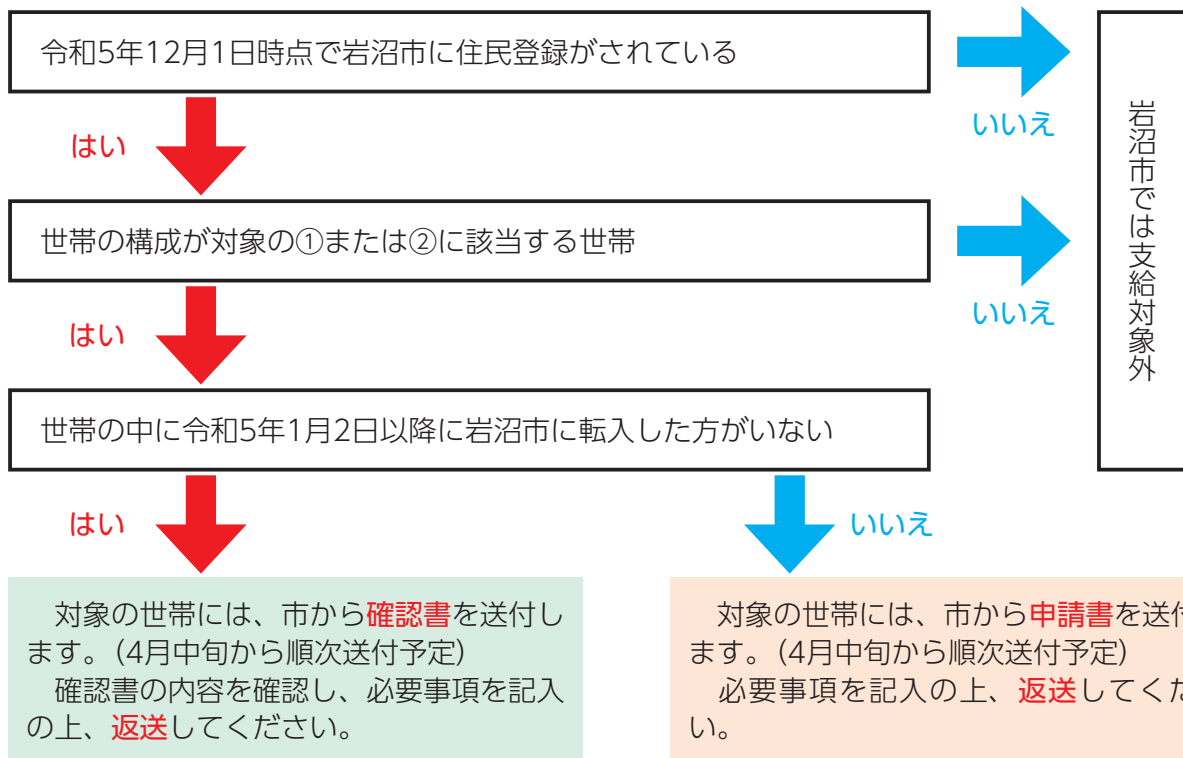 令和5年12月1日時点で岩沼市に住民登録がされている
いいえ
はい
世帯の構成が対象の①または②に該当する世帯
いいえ
はい
岩沼市では支給対象外
世帯の中に令和5年1月2日以降に岩沼市に転入した方がいない
はい
いいえ
対象の世帯には、市から確認書を送付し
ます。(4月中旬から順次送付予定)
確認書の内容を確認し、必要事項を記入
の上、返送してください。
対象の世帯には、市から申請書を送付
ます。(4月中旬から順次送付予定)
必要事項を記入の上、返送してくだ
い。